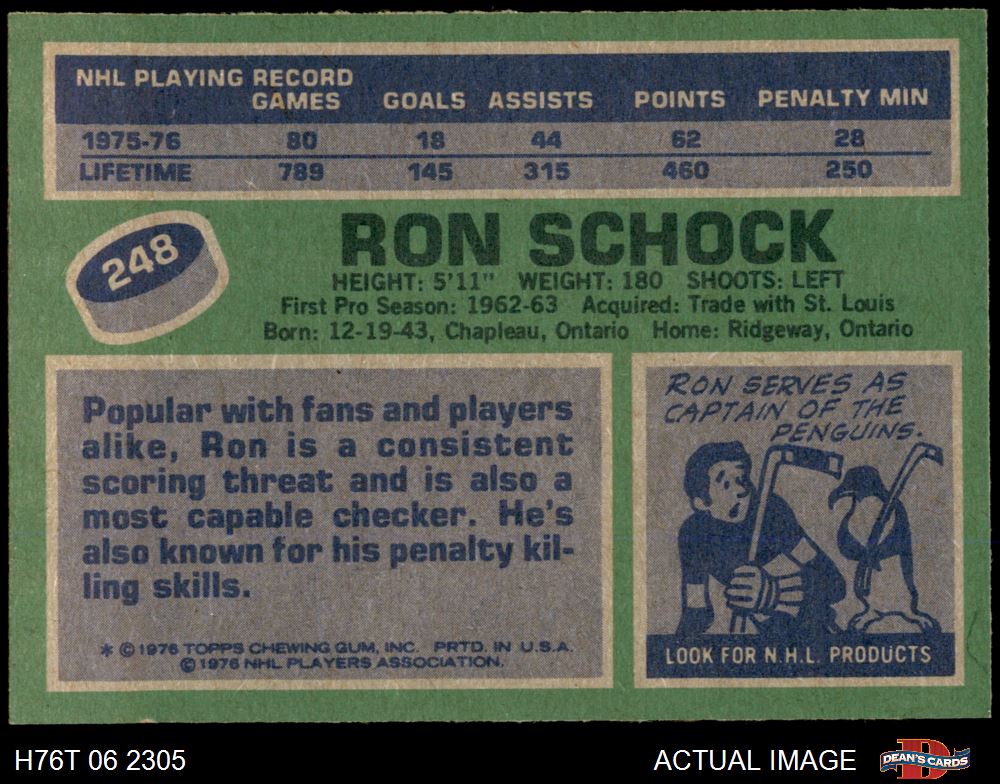 NHL PLAYING RECORD
GAMES GOALS ASSISTS POINTS PENALTY MIN
1975-76 80 18 44 62 28
LIFETIME 789 145 315 460 250
248
RON SCHOCK
HEIGHT: 5'11" WEIGHT: 180 SHOOTS: LEFT
First Pro Season: 1962-63 Acquired: Trade with St. Louis
Born: 12-19-43, Chapleau, Ontario Home: Ridgeway, Ontario
Popular with fans and players
alike, Ron is a consistent
scoring threat and is also a
most capable checker. He's
also known for his penalty kil-
ling skills.
* © 1976 TOPPS CHEWING GUM, INC. PRTD. IN U.S.A.
© 1976 NHL PLAYERS ASSOCIATION.
RON SERVES AS
CAPTAIN OF THE
PENGUINS.
LOOK FOR N.H.L. PRODUCTS
H76T 06 2305
ACTUAL IMAGE
D
DEAN'S CARDS